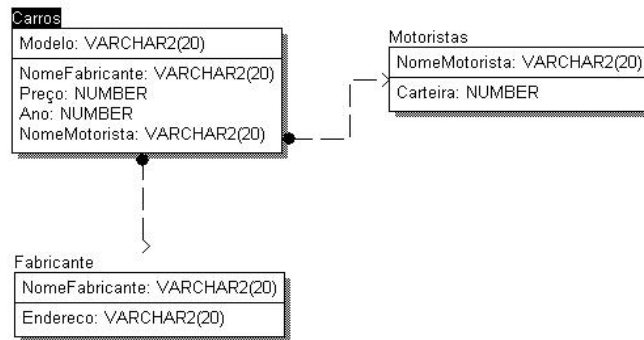 Carros
Modelo: VARCHAR2(20)
NomeFabricante: VARCHAR2(20)
Preço: NUMBER
Ano: NUMBER
NomeMotorista: VARCHAR2(20)
Motoristas
NomeMotorista: VARCHAR2(20)
Carteira: NUMBER
Fabricante
NomeFabricante: VARCHAR2(20)
Endereco: VARCHAR2(20)